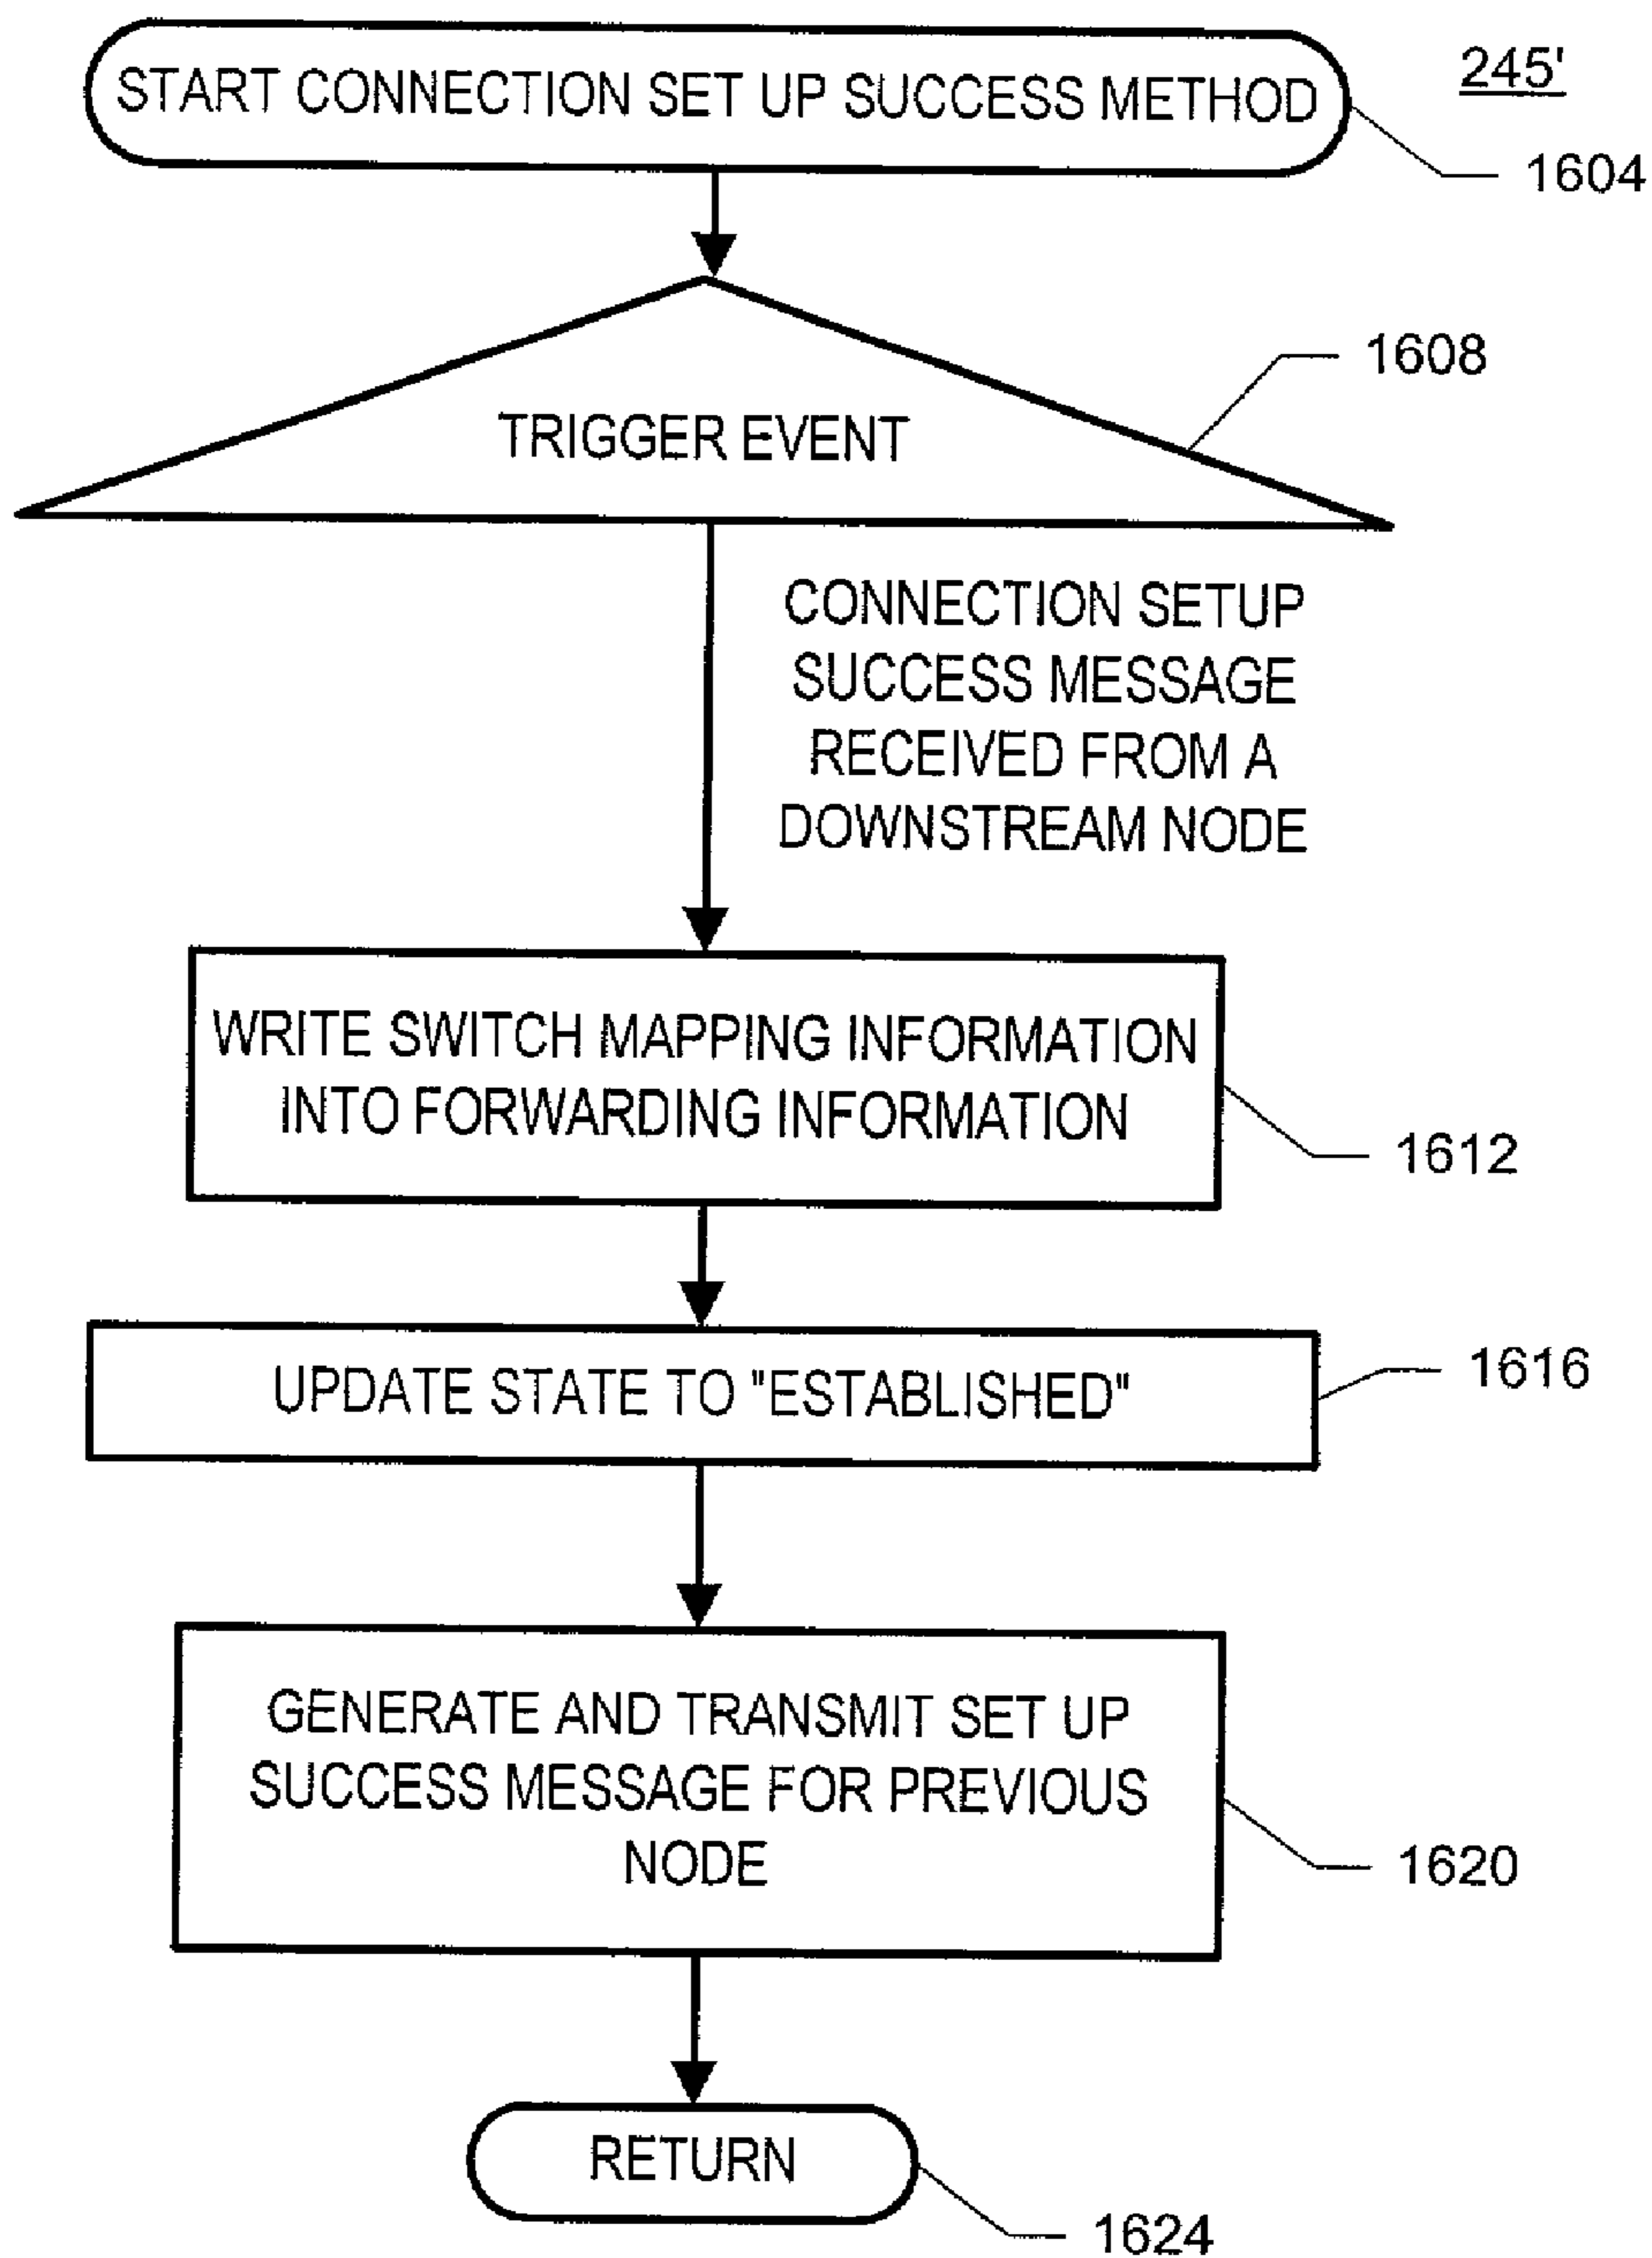 START CONNECTION SET UP SUCCESS METHOD
245'
1604
1608
TRIGGER EVENT
CONNECTION SETUP
SUCCESS MESSAGE
RECEIVED FROM A
DOWNSTREAM NODE
WRITE SWITCH MAPPING INFORMATION
INTO FORWARDING INFORMATION
1612
UPDATE STATE TO "ESTABLISHED"
1616
GENERATE AND TRANSMIT SET UP
SUCCESS MESSAGE FOR PREVIOUS
NODE
1620
RETURN
1624